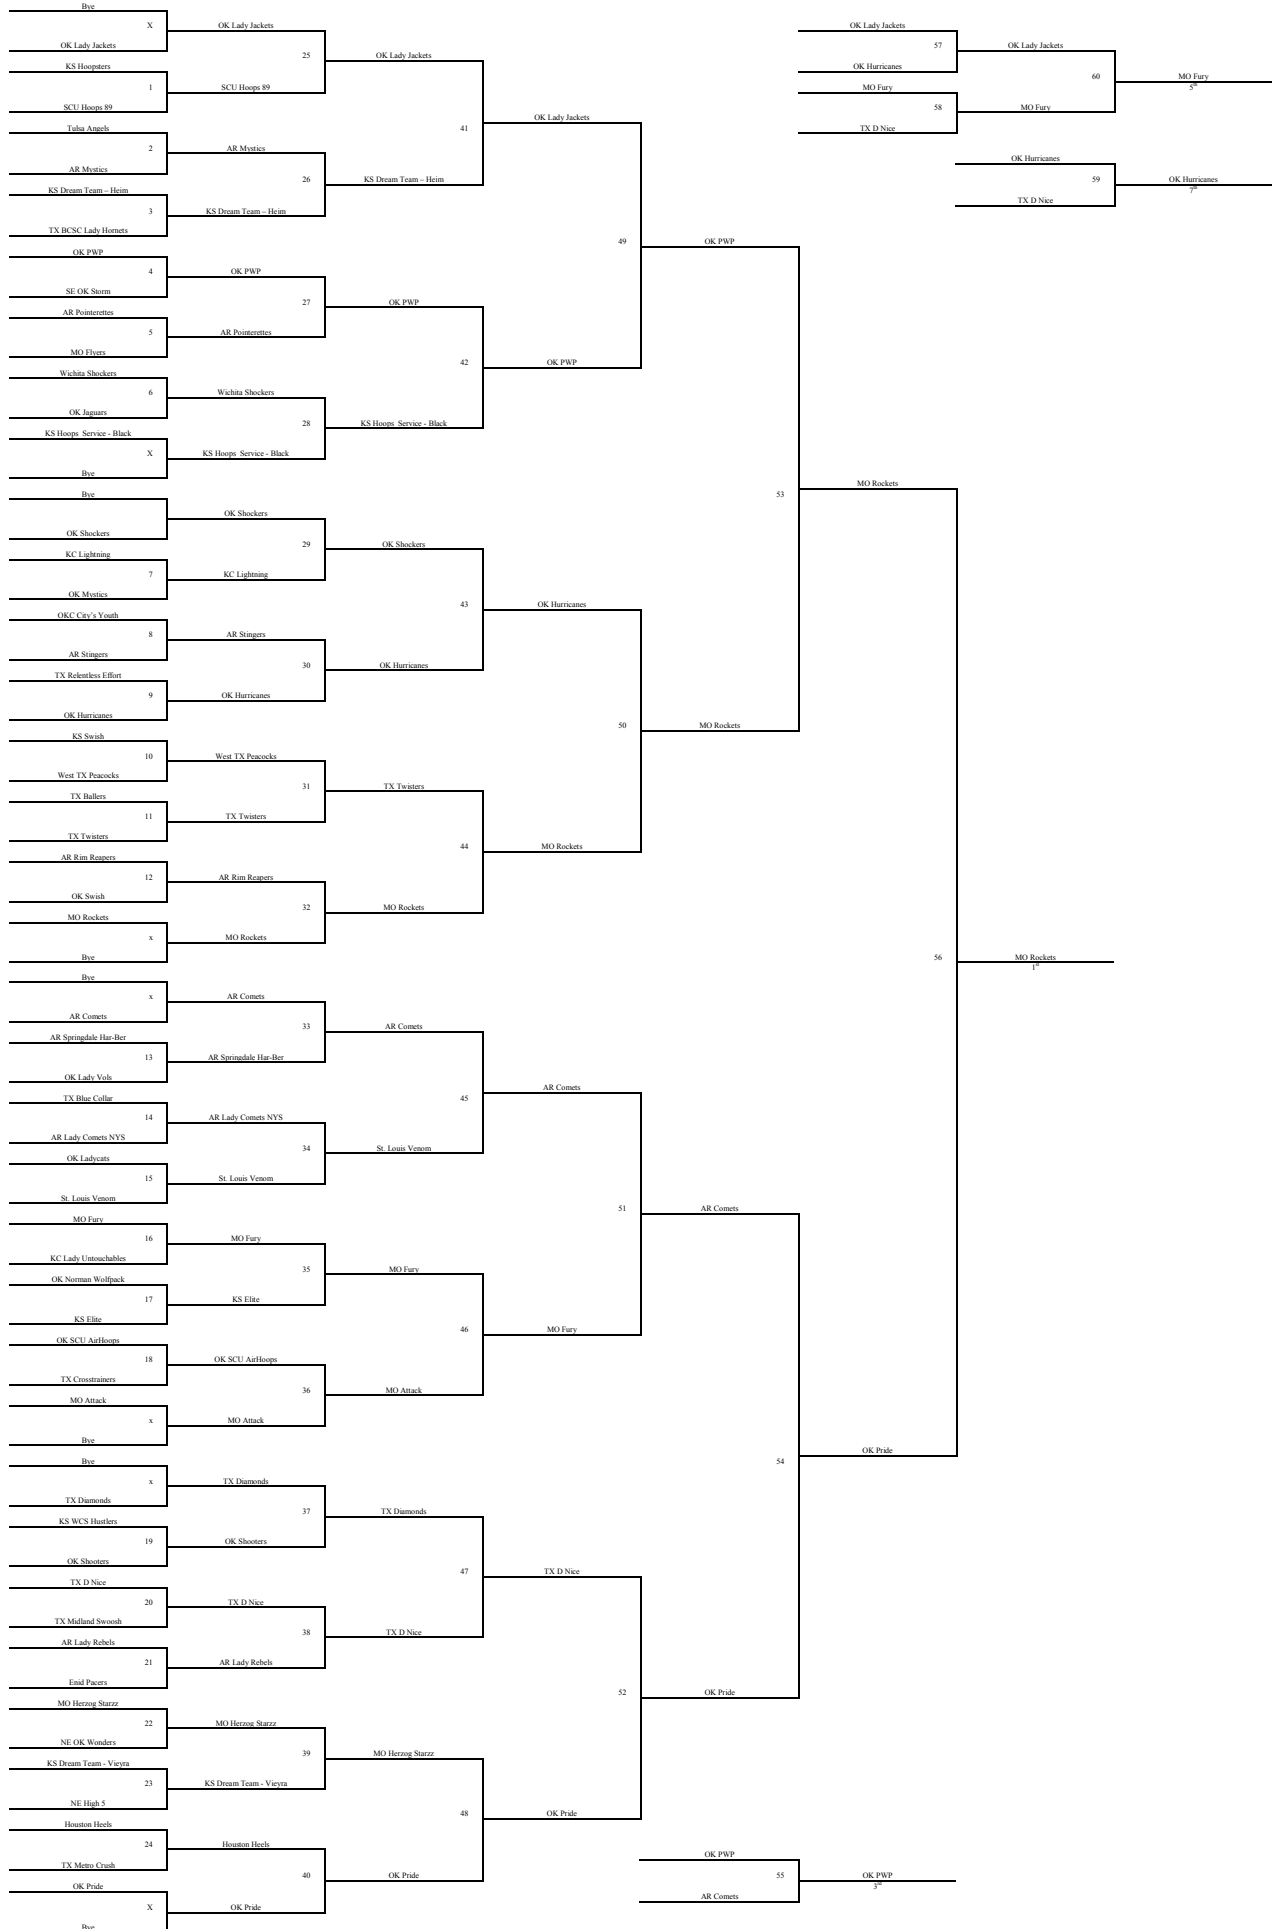 Bye
X
OK Lady Jackets
OK Lady Jackets
25
OK Lady Jackets
KS Hoopsters
1
SCU Hoops 89
SCU Hoops 89
Tulsa Angels
2
AR Mystics
AR Mystics
26
KS Dream Team – Heim
41
OK Lady Jackets
KS Dream Team – Heim
3
KS Dream Team – Heim
TX BCSC Lady Hornets
OK PWP
4
OK PWP
SE OK Storm
27
OK PWP
49
OK PWP
AR Pointerettes
5
AR Pointerettes
MO Flyers
42
OK PWP
Wichita Shockers
6
Wichita Shockers
OK Jaguars
28
KS Hoops Service - Black
KS Hoops Service - Black
X
KS Hoops Service - Black
Bye
53
MO Rockets
Bye
OK Shockers
OK Shockers
29
OK Shockers
KC Lightning
7
KC Lightning
OK Mystics
43
OK Hurricanes
OKC City's Youth
8
AR Stingers
AR Stingers
30
OK Hurricanes
TX Relentless Effort
9
OK Hurricanes
OK Hurricanes
50
MO Rockets
KS Swish
10
West TX Peacocks
West TX Peacocks
31
TX Twisters
TX Ballers
11
TX Twisters
TX Twisters
44
MO Rockets
AR Rim Reapers
12
AR Rim Reapers
OK Swish
32
MO Rockets
MO Rockets
x
MO Rockets
Bye
56
MO Rockets
1st
Bye
x
AR Comets
AR Comets
33
AR Comets
AR Springdale Har-Ber
13
AR Springdale Har-Ber
OK Lady Vols
45
AR Comets
TX Blue Collar
14
AR Lady Comets NYS
AR Lady Comets NYS
34
St. Louis Venom
OK Ladycats
15
St. Louis Venom
St. Louis Venom
51
AR Comets
MO Fury
16
MO Fury
KC Lady Untouchables
35
MO Fury
OK Norman Wolfpack
17
KS Elite
KS Elite
46
MO Fury
OK SCU AirHoops
18
OK SCU AirHoops
TX Crosstrainers
36
MO Attack
MO Attack
x
MO Attack
Bye
54
OK Pride
Bye
x
TX Diamonds
TX Diamonds
37
TX Diamonds
KS WCS Hustlers
19
OK Shooters
OK Shooters
47
TX D Nice
TX D Nice
20
TX D Nice
TX Midland Swoosh
38
TX D Nice
AR Lady Rebels
21
AR Lady Rebels
Enid Pacers
52
OK Pride
MO Herzog Starzz
22
MO Herzog Starzz
NE OK Wonders
39
MO Herzog Starzz
KS Dream Team - Vieyra
23
KS Dream Team - Vieyra
NE High 5
48
OK Pride
Houston Heels
24
Houston Heels
TX Metro Crush
40
OK Pride
OK Pride
X
OK Pride
Bye
OK Lady Jackets
57
OK Lady Jackets
OK Hurricanes
60
MO Fury
5th
MO Fury
58
MO Fury
TX D Nice
OK Hurricanes
59
OK Hurricanes
7th
TX D Nice
OK PWP
55
OK PWP
3rd
AR Comets